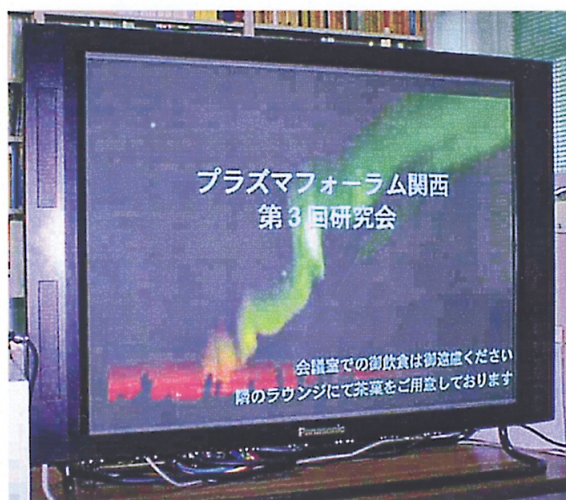 プラズマフォーラム関西
第3回研究会
会議室での御飲食は御遠慮ください
隣のラウンジにて茶菓をご用意しております
Panasonic